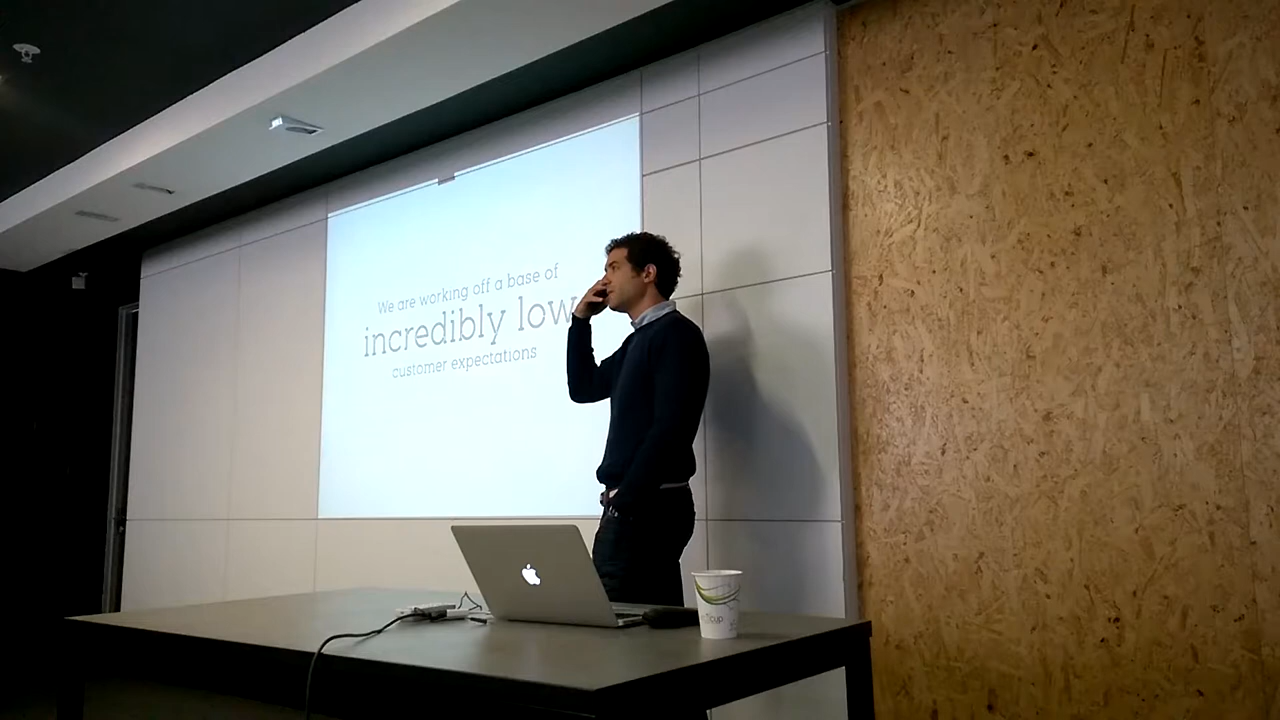 We are working off a base of
incredibly low
customer expectations